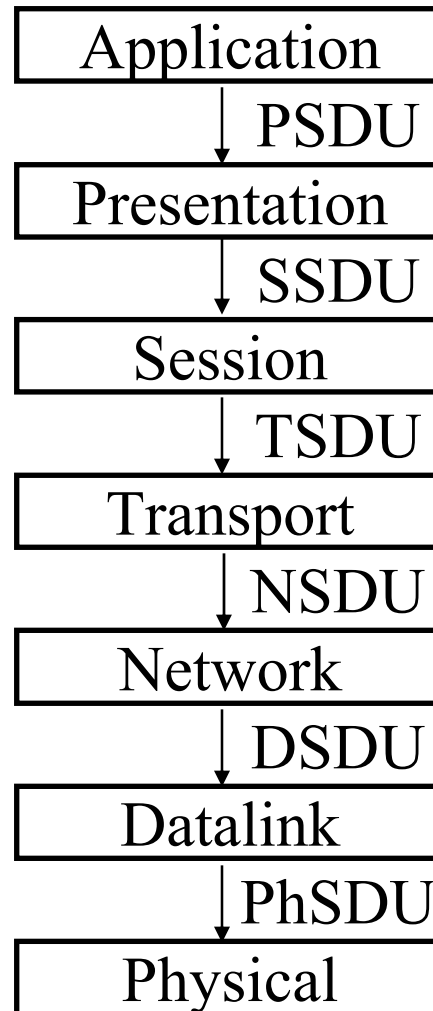 Application
PSDU
Presentation
SSDU
Session
TSDU
Transport
NSDU
Network
DSDU
Datalink
PhSDU
Physical